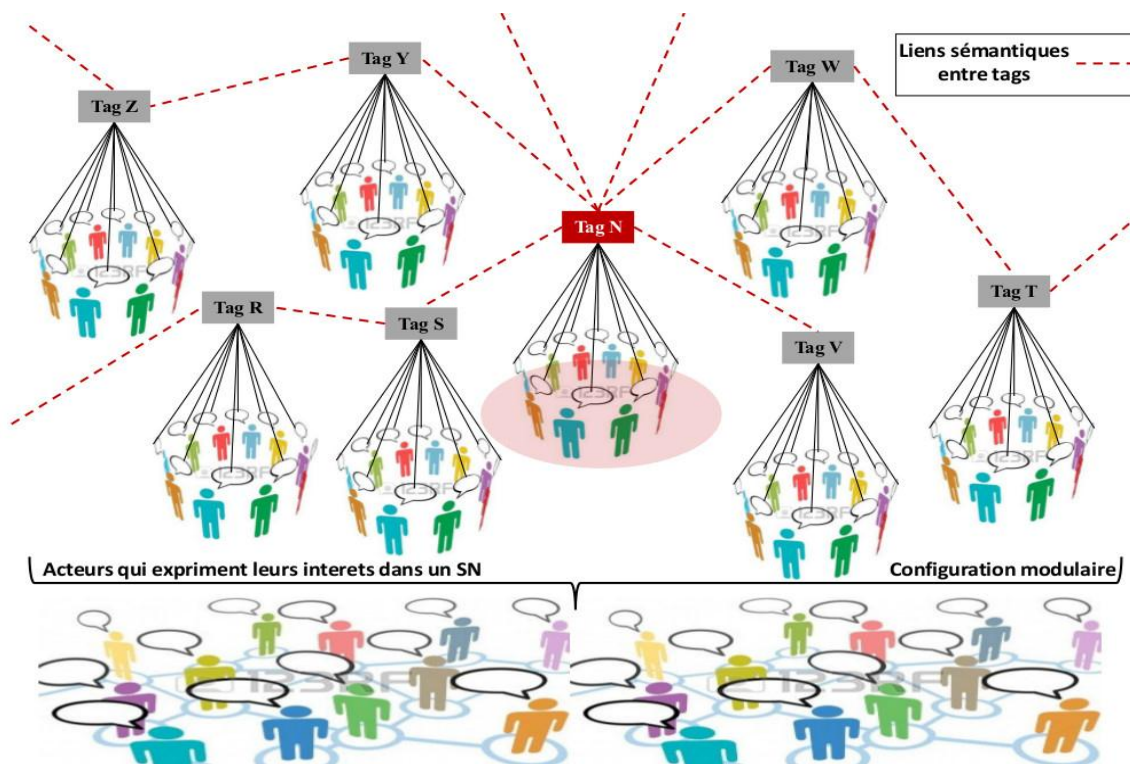 Tag Y
Tag W
Liens sémantiques
entre tags
Tag Z
Tag N
Tag T
Tag R
Tag S
Tag V
Acteurs qui expriment leurs interets dans un SN
Configuration modulaire